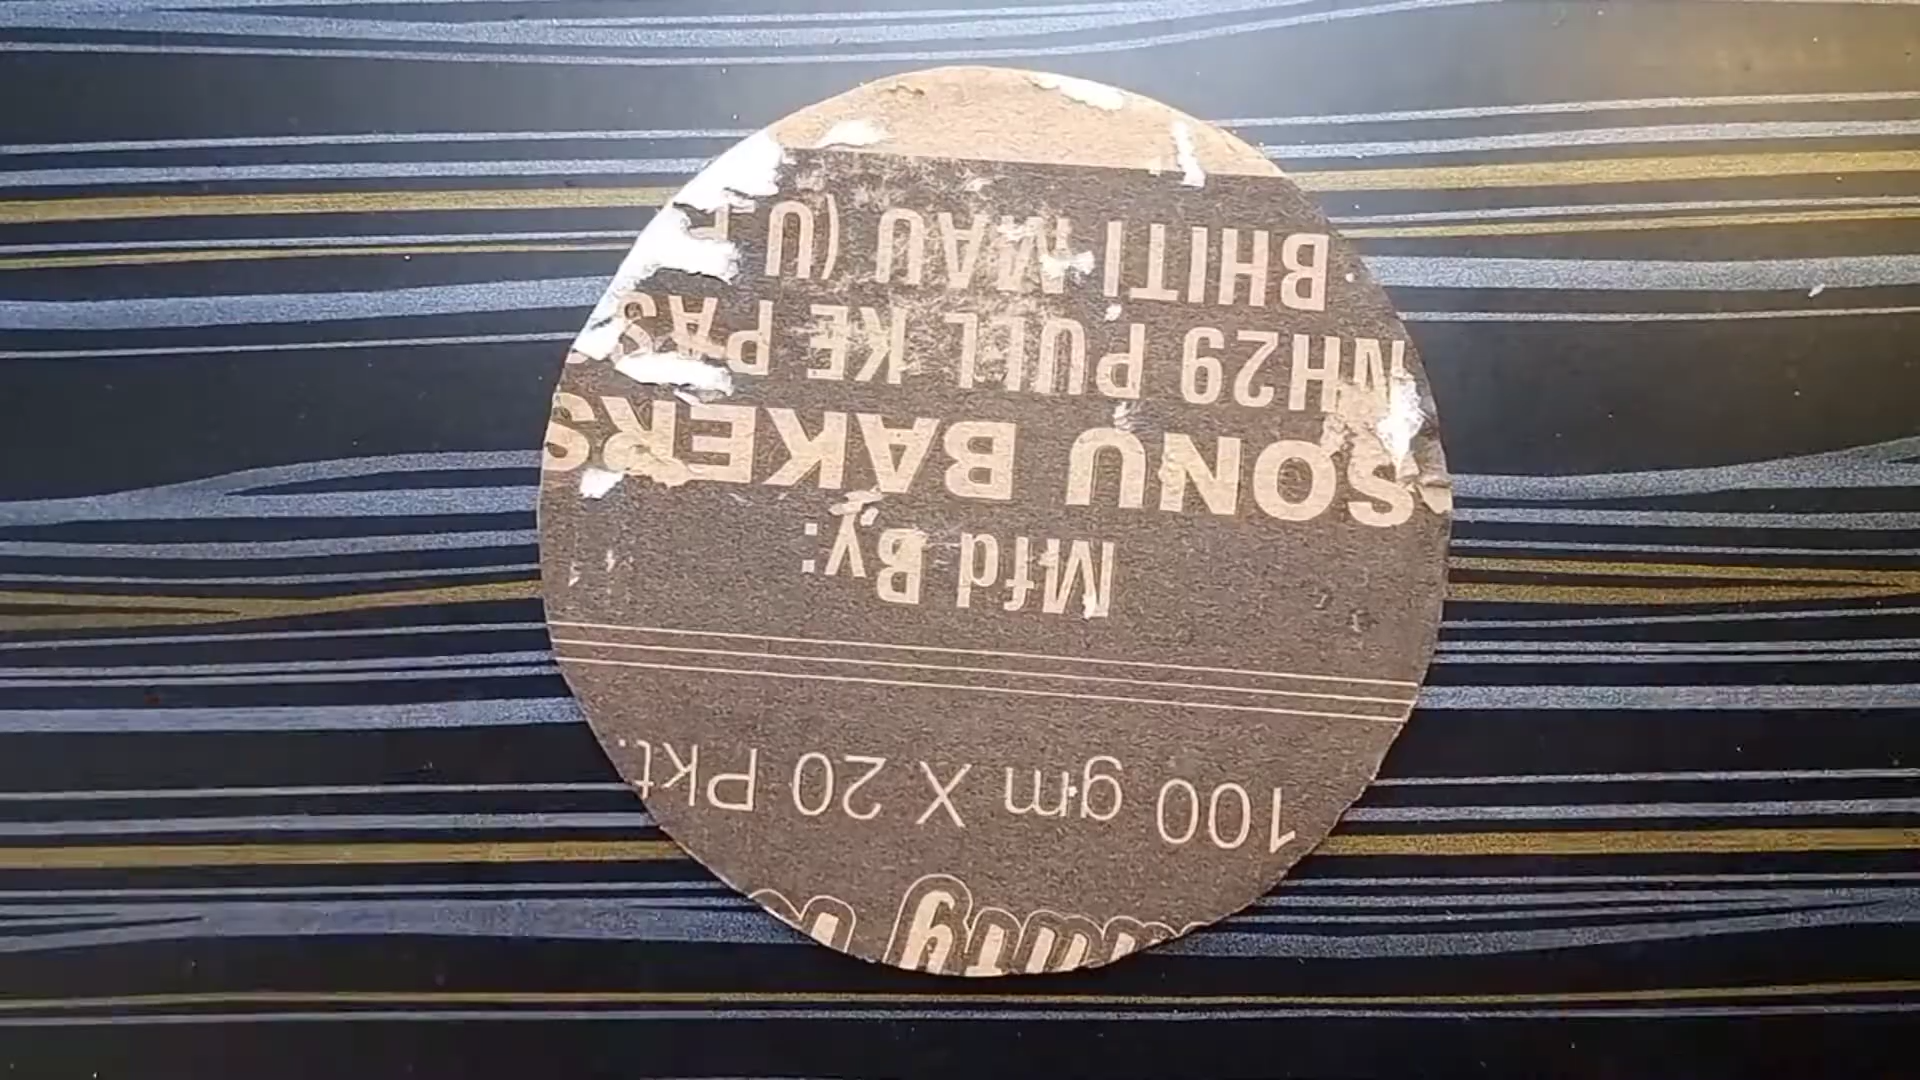 100 gm X 20 Pkt.
Mfd By:
SONU BAKERS
NH29 PULL KE PAS
BHITI MAU (U.P